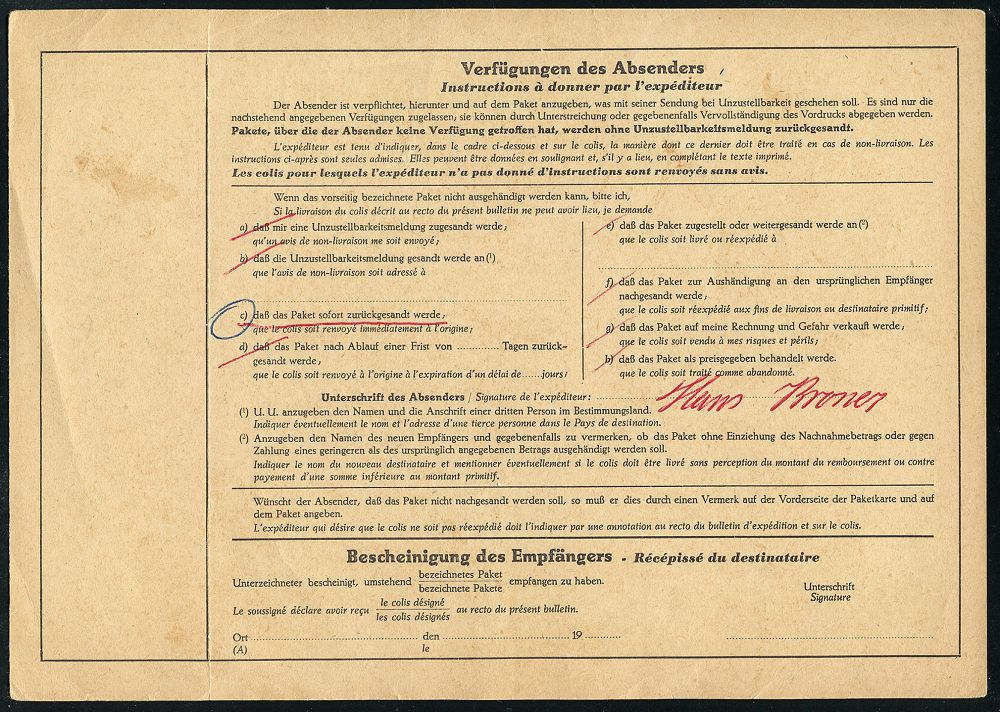 Verfügungen des Absenders
Instructions à donner par l'expéditeur
Der Absender ist verpflichtet, hierunter und auf dem Paket anzugeben, was mit seiner Sendung bei Unzustellbarkeit geschehen soll. Es sind nur die
nachstehend angegebenen Verfügungen zugelassen; sie können durch Unterstreichung oder gegebenenfalls Vervollständigung des Vordrucks abgegeben werden.
Pakete, über die der Absender keine Verfügung getroffen hat, werden ohne Unzustellbarkeitsmeldung zurückgesandt.
L'expéditeur est tenu d'indiquer, dans le cadre ci-dessous et sur le colis, la manière dont ce dernier doit être traité en cas de non-livraison. Les
instructions ci-après sont seules admises. Elles peuvent être données en soulignant et, s'il y a lieu, en complétant le texte imprimé.
Les colis pour lesquels l'expéditeur n'a pas donné d'instructions sont renvoyés sans avis.
Wenn das vorseitig bezeichnete Paket nicht ausgehändigt werden kann, bitte ich,
Si la livraison du colis décrit au recto du présent bulletin ne peut avoir lieu, je demande
a) daß mir eine Unzustellbarkeitsmeldung zugesandt werde;
qu'un avis de non-livraison me soit envoyé;
b) daß die Unzustellbarkeitsmeldung gesandt werde an (1)
que l'avis de non-livraison soit adressé à
c) daß das Paket sofort zurückgesandt werde;
que le colis soit renvoyé immédiatement à l'origine;
d) daß das Paket nach Ablauf einer Frist von ............ Tagen zurück-
gesandt werde;
que le colis soit renvoyé à l'origine à l'expiration d'un délai de ...... jours;
e) daß das Paket zugestellt oder weitergesandt werde an (2)
que le colis soit livré ou réexpédié à
f) daß das Paket zur Aushändigung an den ursprünglichen Empfänger
nachgesandt werde;
que le colis soit réexpédié aux fins de livraison au destinataire primitif;
g) daß das Paket auf meine Rechnung und Gefahr verkauft werde;
que le colis soit vendu à mes risques et périls;
h) daß das Paket als preisgegeben behandelt werde.
que le colis soit traité comme abandonné.
Unterschrift des Absenders / Signature de l'expéditeur: Hans Kroner
(1) U. U. anzugeben den Namen und die Anschrift einer dritten Person im Bestimmungsland.
Indiquer éventuellement le nom et l'adresse d'une tierce personne dans le Pays de destination.
(2) Anzugeben den Namen des neuen Empfängers und gegebenenfalls zu vermerken, ob das Paket ohne Einziehung des Nachnahmebetrags oder gegen
Zahlung eines geringeren als des ursprünglich angegebenen Betrags ausgehändigt werden soll.
Indiquer le nom du nouveau destinataire et mentionner éventuellement si le colis doit être livré sans perception du montant du remboursement ou contre
payement d'une somme inférieure au montant primitif.
Wünscht der Absender, daß das Paket nicht nachgesandt werden soll, so muß er dies durch einen Vermerk auf der Vorderseite der Paketkarte und auf
dem Paket angeben.
L'expéditeur qui désire que le colis ne soit pas réexpédié doit l'indiquer par une annotation au recto du bulletin d'expédition et sur le colis.
Bescheinigung des Empfängers - Récépissé du destinataire
Unterzeichneter bescheinigt, umstehend bezeichnetes Paket / bezeichnete Pakete empfangen zu haben.
Le soussigné déclare avoir reçu le colis désigné / les colis désignés au recto du présent bulletin.
Unterschrift
Signature
Ort ............ den ............ 19 ............
(A) le